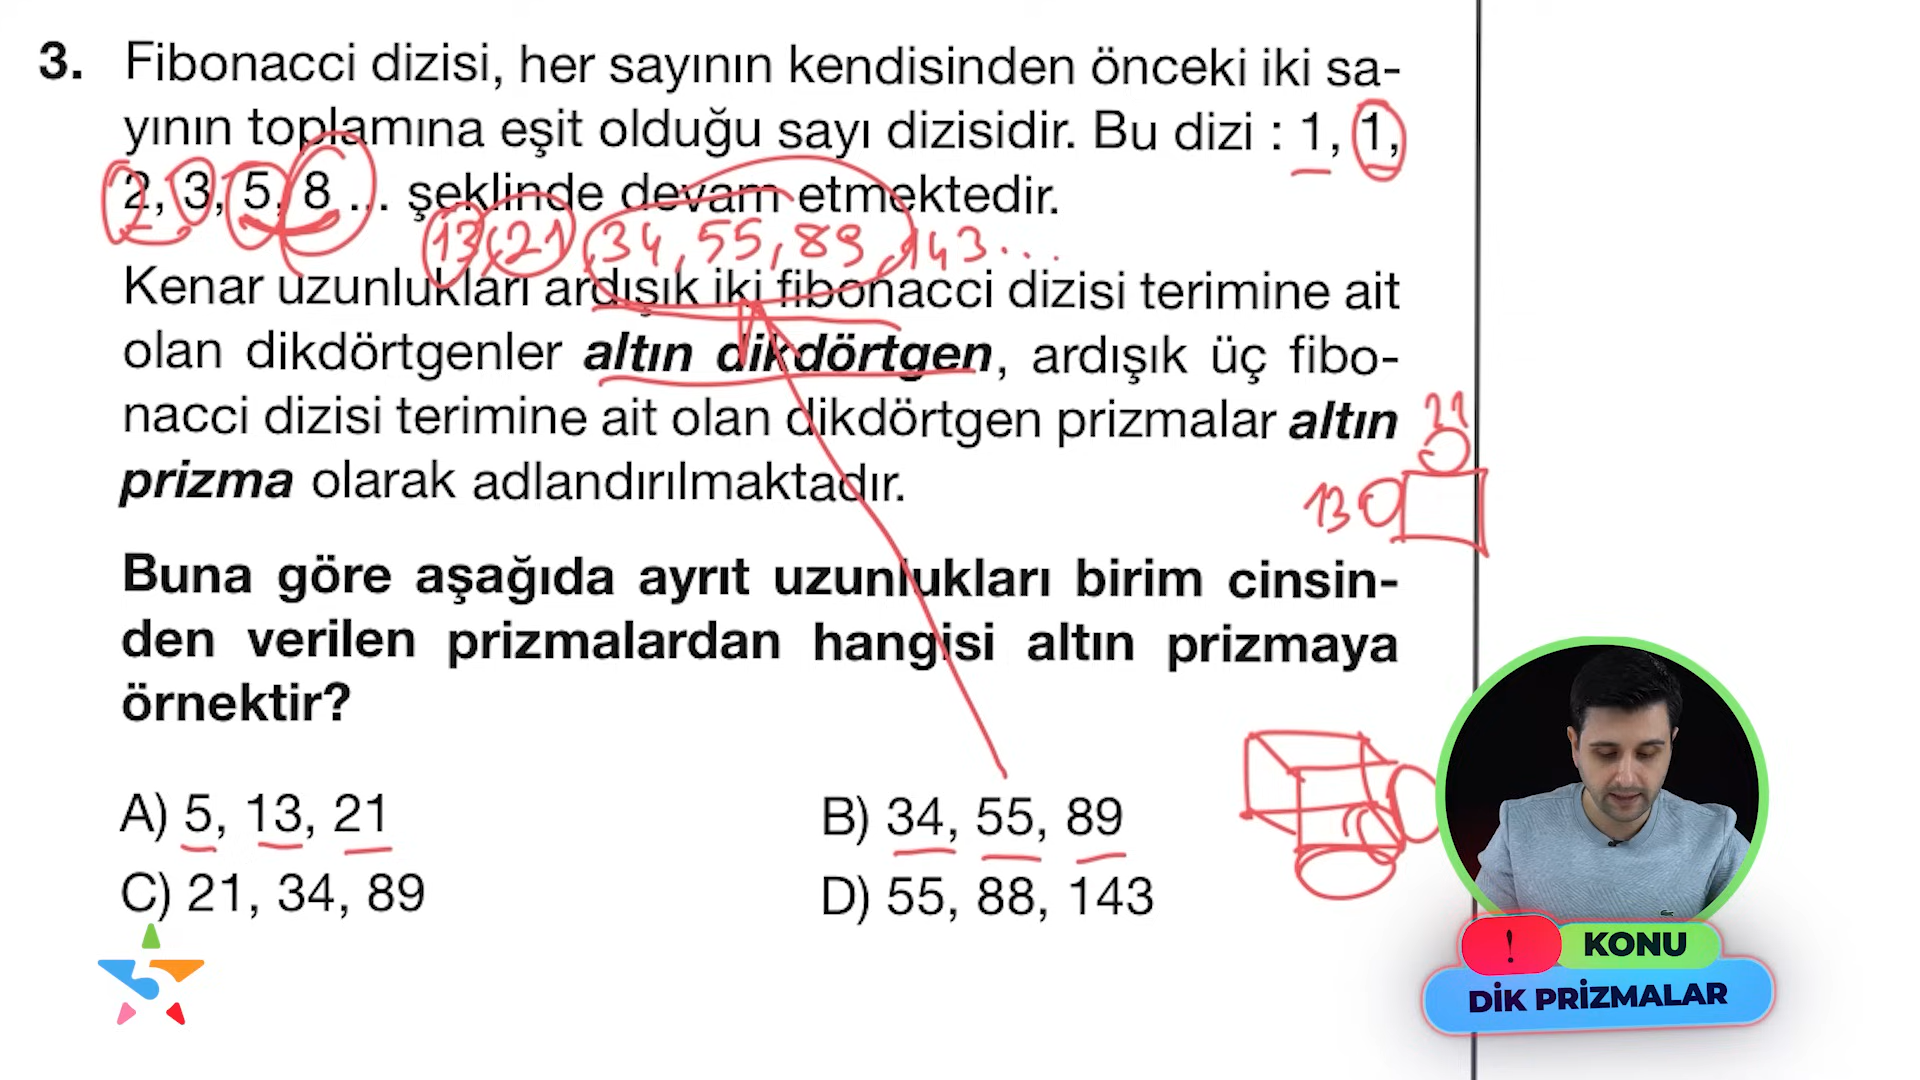 3. Fibonacci dizisi, her sayının kendisinden önceki iki sa-
yının toplamına eşit olduğu sayı dizisidir. Bu dizi : 1, 1,
2, 3, 5, 8 ... şeklinde devam etmektedir.
13, 21, 34, 55, 89, 143...
Kenar uzunlukları ardışık iki fibonacci dizisi terimine ait
olan dikdörtgenler altın dikdörtgen, ardışık üç fibo-
nacci dizisi terimine ait olan dikdörtgen prizmalar altın
prizma olarak adlandırılmaktadır.
21
13
Buna göre aşağıda ayrıt uzunlukları birim cinsin-
den verilen prizmalardan hangisi altın prizmaya
örnektir?
A) 5, 13, 21
B) 34, 55, 89
C) 21, 34, 89
D) 55, 88, 143
5
! KONU
DİK PRİZMALAR